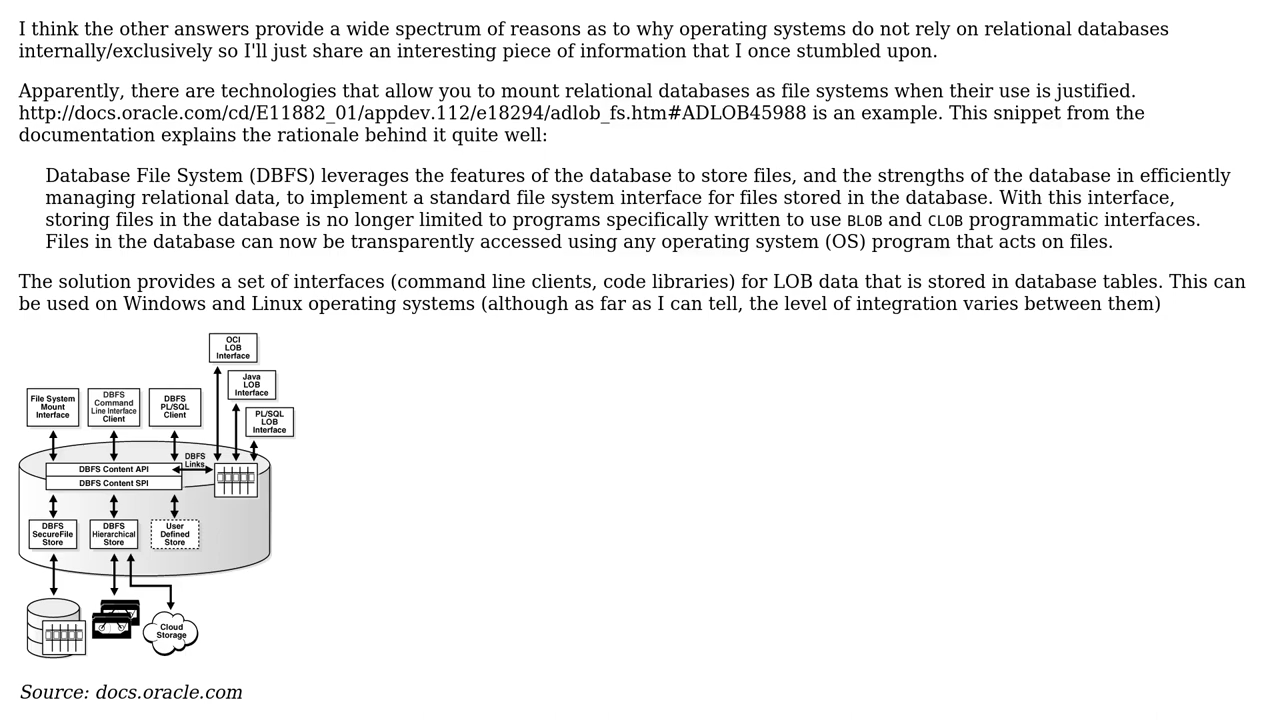 I think the other answers provide a wide spectrum of reasons as to why operating systems do not rely on relational databases
internally/exclusively so I'll just share an interesting piece of information that I once stumbled upon.
Apparently, there are technologies that allow you to mount relational databases as file systems when their use is justified.
http://docs.oracle.com/cd/E11882_01/appdev.112/e18294/adlob_fs.htm#ADLOB45988 is an example. This snippet from the
documentation explains the rationale behind it quite well:
Database File System (DBFS) leverages the features of the database to store files, and the strengths of the database in efficiently
managing relational data, to implement a standard file system interface for files stored in the database. With this interface,
storing files in the database is no longer limited to programs specifically written to use BLOB and CLOB programmatic interfaces.
Files in the database can now be transparently accessed using any operating system (OS) program that acts on files.
The solution provides a set of interfaces (command line clients, code libraries) for LOB data that is stored in database tables. This can
be used on Windows and Linux operating systems (although as far as I can tell, the level of integration varies between them)
OCI
LOB
Interface
Java
LOB
Interface
File System
Mount
Interface
DBFS
Command
Line Interface
Client
DBFS
PL/SQL
Client
PL/SQL
LOB
Interface
DBFS
Links
DBFS Content API
DBFS Content SPI
DBFS
SecureFile
Store
DBFS
Hierarchical
Store
User
Defined
Store
Cloud
Storage
Source: docs.oracle.com